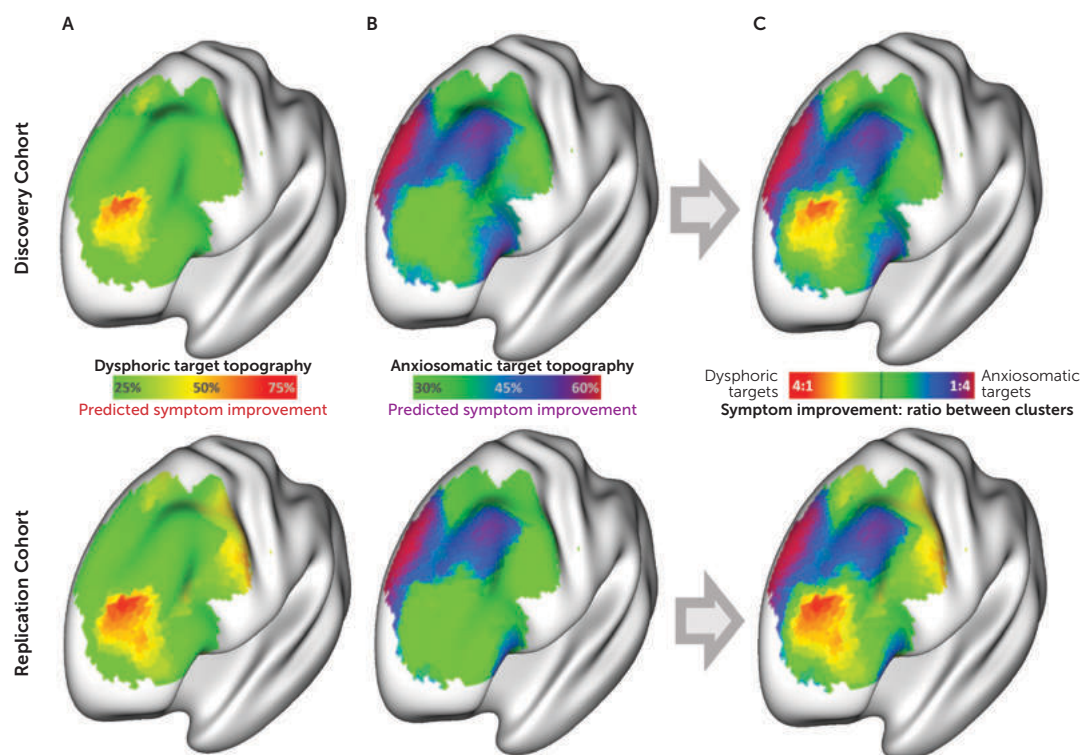 A
B
C
Discovery Cohort
Dysphoric target topography
25% 50% 75%
Predicted symptom improvement
Anxiosomatic target topography
30% 45% 60%
Predicted symptom improvement
Dysphoric
targets
4:1 1:4
Anxiosomatic
targets
Symptom improvement: ratio between clusters
Replication Cohort